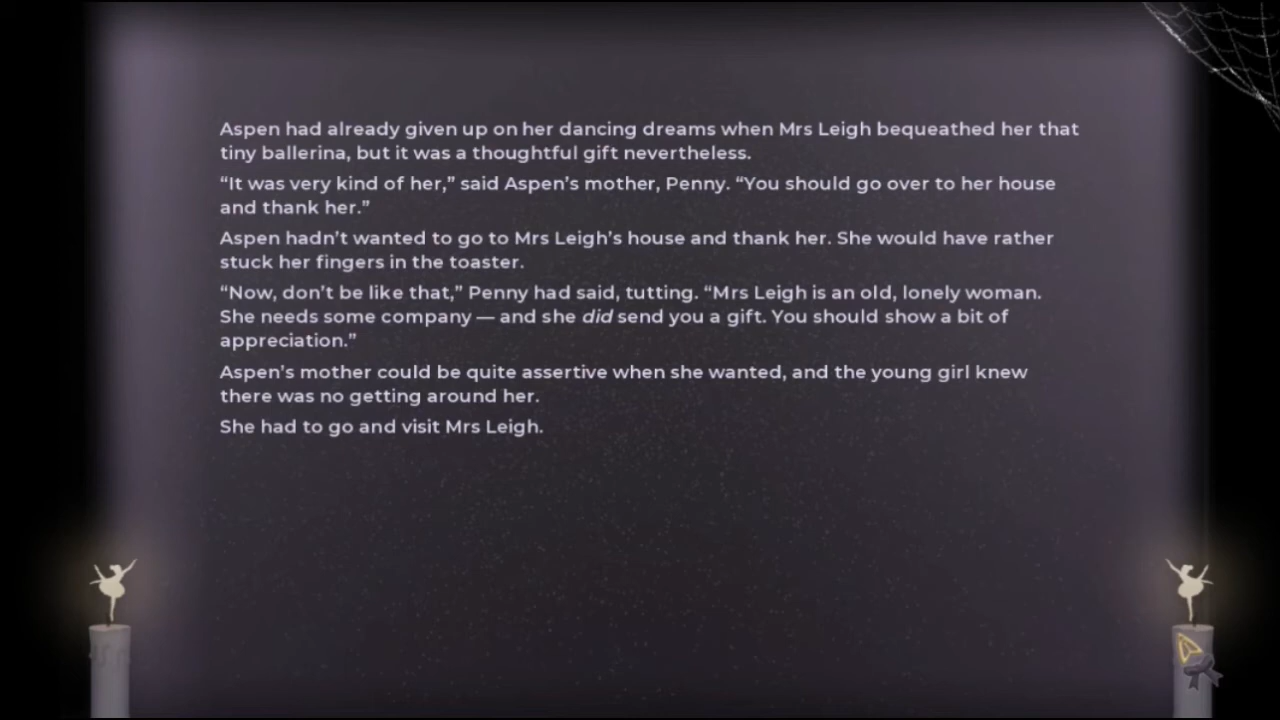 Aspen had already given up on her dancing dreams when Mrs Leigh bequeathed her that
tiny ballerina, but it was a thoughtful gift nevertheless.
“It was very kind of her,” said Aspen’s mother, Penny. “You should go over to her house
and thank her.”
Aspen hadn’t wanted to go to Mrs Leigh’s house and thank her. She would have rather
stuck her fingers in the toaster.
“Now, don’t be like that,” Penny had said, tutting. “Mrs Leigh is an old, lonely woman.
She needs some company — and she did send you a gift. You should show a bit of
appreciation.”
Aspen’s mother could be quite assertive when she wanted, and the young girl knew
there was no getting around her.
She had to go and visit Mrs Leigh.